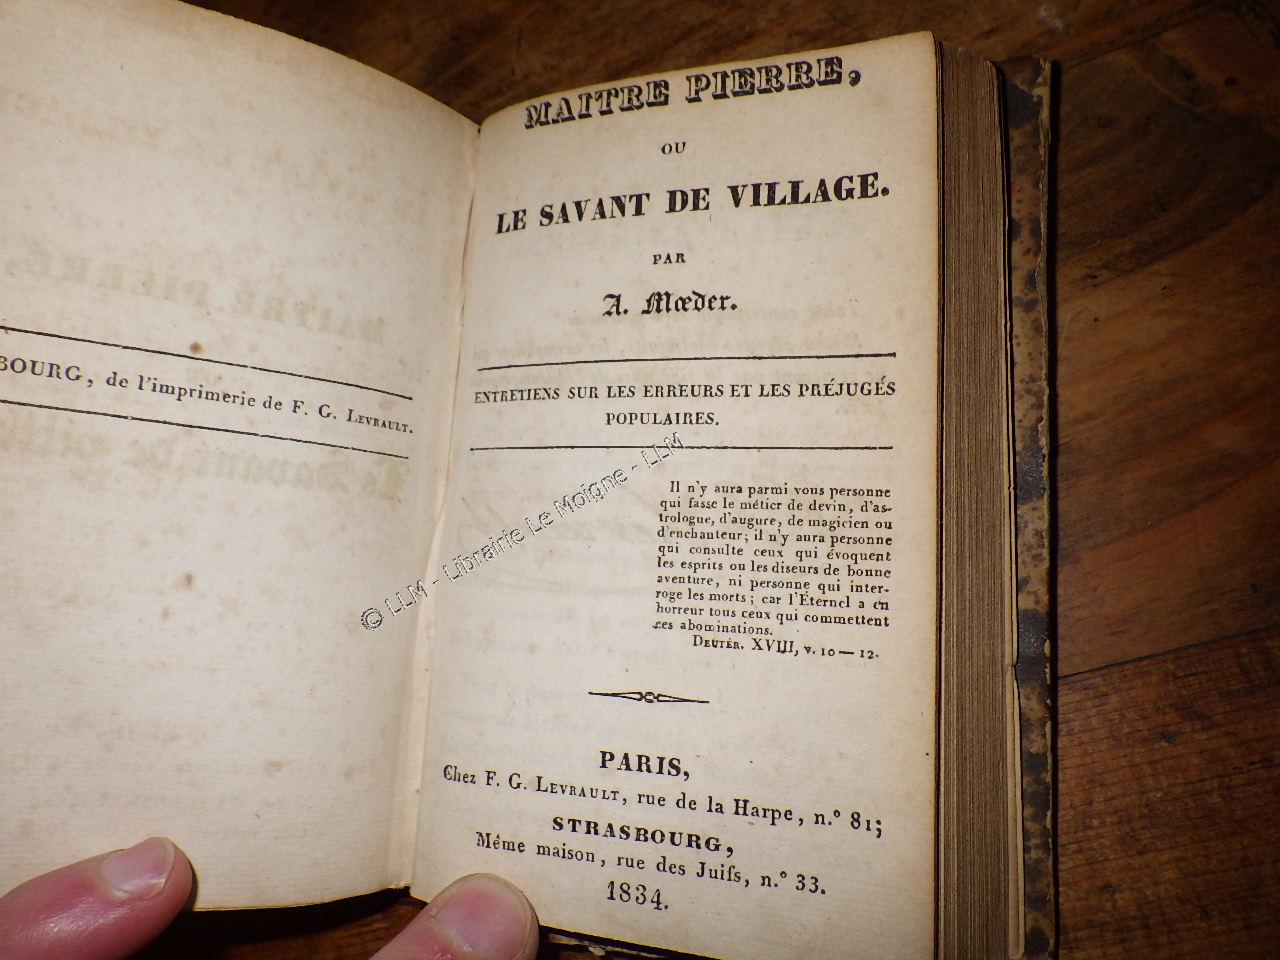 BOURG, de l'imprimerie de F. G. LEVRAULT.
MAITRE PIERRE,
OU
LE SAVANT DE VILLAGE.
PAR
A. Mœder.
ENTRETIENS SUR LES ERREURS ET LES PRÉJUGÉS
POPULAIRES.
Il n'y aura parmi vous personne
qui fasse le métier de devin, d'as-
trologue, d'augure, de magicien ou
d'enchanteur; il n'y aura personne
qui consulte ceux qui évoquent
les esprits ou les diseurs de bonne
aventure, ni personne qui inter-
roge les morts; car l'Éternel a en
horreur tous ceux qui commettent
ces abominations.
DEUTÉR. XVIII, v. 10—12.
PARIS,
Chez F. G. LEVRAULT, rue de la Harpe, n.° 81;
STRASBOURG,
Même maison, rue des Juifs, n.° 33.
1834.
© LLM - Librairie Le Moigne - LLM